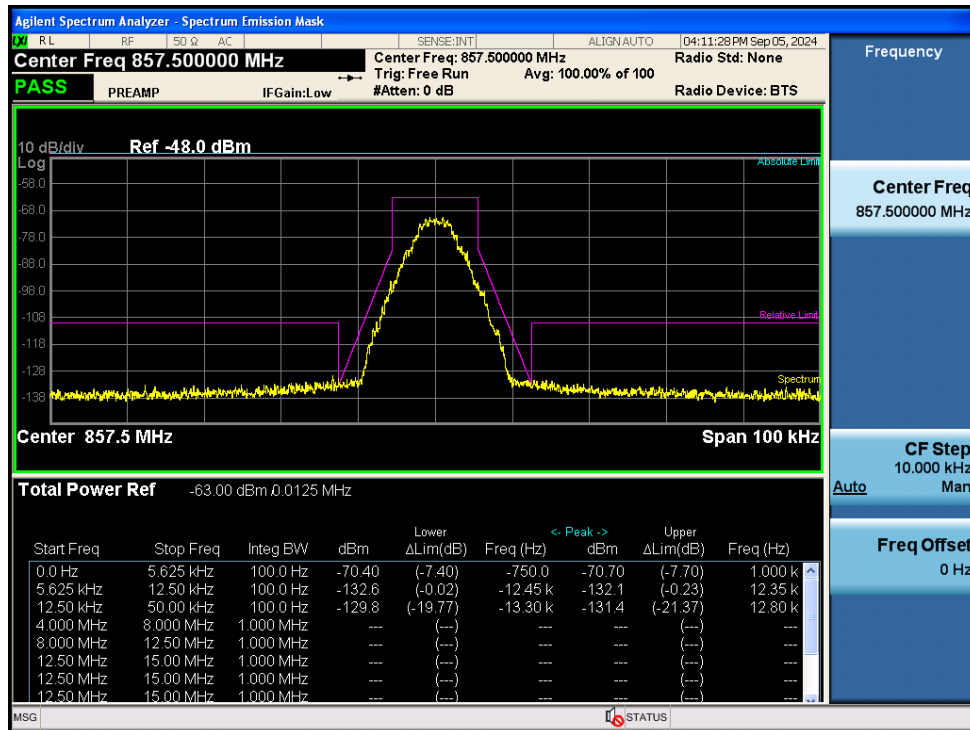 Agilent Spectrum Analyzer - Spectrum Emission Mask
LXI RL RF 50 Ω AC SENSE:INT ALIGN AUTO 04:11:28 PM Sep 05, 2024
Center Freq 857.500000 MHz
Center Freq: 857.500000 MHz
Radio Std: None
Trig: Free Run Avg: 100.00% of 100
PASS PREAMP IFGain:Low #Atten: 0 dB Radio Device: BTS
10 dB/div Ref -48.0 dBm
Log
Absolute Limit
-58.0
-68.0
-78.0
-88.0
-98.0
-108
Relative Limit
-118
-128
Spectrum
-138
Center 857.5 MHz Span 100 kHz
Total Power Ref -63.00 dBm / 0.0125 MHz
Lower <- Peak -> Upper
Start Freq Stop Freq Integ BW dBm ΔLim(dB) Freq (Hz) dBm ΔLim(dB) Freq (Hz)
0.0 Hz 5.625 kHz 100.0 Hz -70.40 (-7.40) -750.0 -70.70 (-7.70) 1.000 k
5.625 kHz 12.50 kHz 100.0 Hz -132.6 (-0.02) -12.45 k -132.1 (-0.23) 12.35 k
12.50 kHz 50.00 kHz 100.0 Hz -129.8 (-19.77) -13.30 k -131.4 (-21.37) 12.80 k
4.000 MHz 8.000 MHz 1.000 MHz --- (---) --- --- (---) ---
8.000 MHz 12.50 MHz 1.000 MHz --- (---) --- --- (---) ---
12.50 MHz 15.00 MHz 1.000 MHz --- (---) --- --- (---) ---
12.50 MHz 15.00 MHz 1.000 MHz --- (---) --- --- (---) ---
12.50 MHz 15.00 MHz 1.000 MHz --- (---) --- --- (---) ---
MSG STATUS
Frequency
Center Freq
857.500000 MHz
CF Step
10.000 kHz
Auto Man
Freq Offset
0 Hz